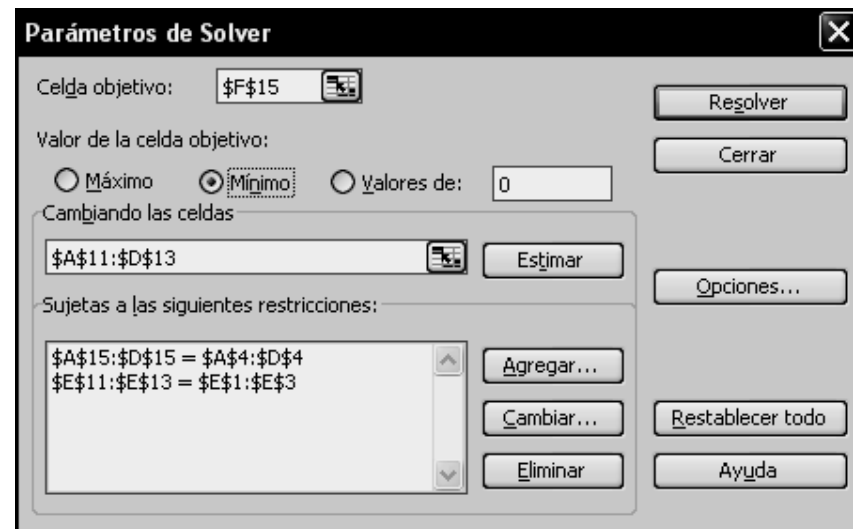 Parámetros de Solver
Celda objetivo: $F$15
Resolver
Valor de la celda objetivo:
Cerrar
Máximo Mínimo Valores de: 0
Cambiando las celdas
$A$11:$D$13 Estimar
Opciones...
Sujetas a las siguientes restricciones:
$A$15:$D$15 = $A$4:$D$4
$E$11:$E$13 = $E$1:$E$3
Agregar...
Cambiar...
Restablecer todo
Eliminar
Ayuda